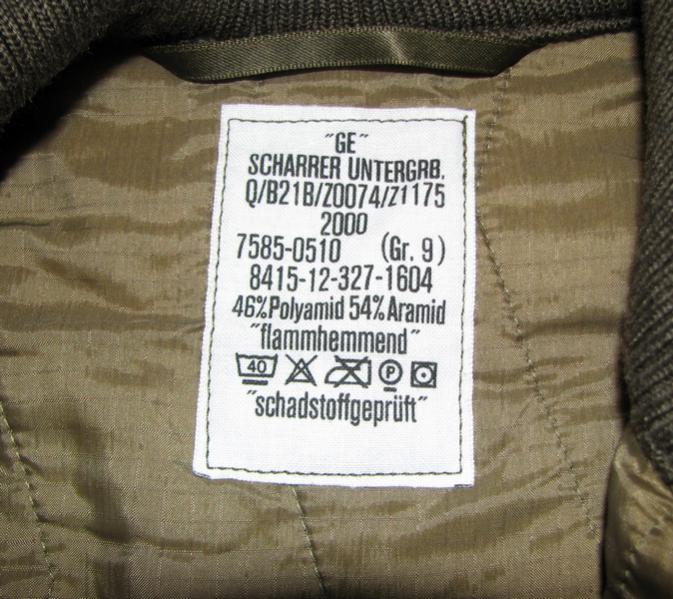 "GE"
SCHARRER UNTERGRB.
Q/B21B/Z0074/Z1175
2000
7585-0510 (Gr. 9)
8415-12-327-1604
46%Polyamid 54%Aramid
"flammhemmend"
40 P
"schadstoffgeprüft"